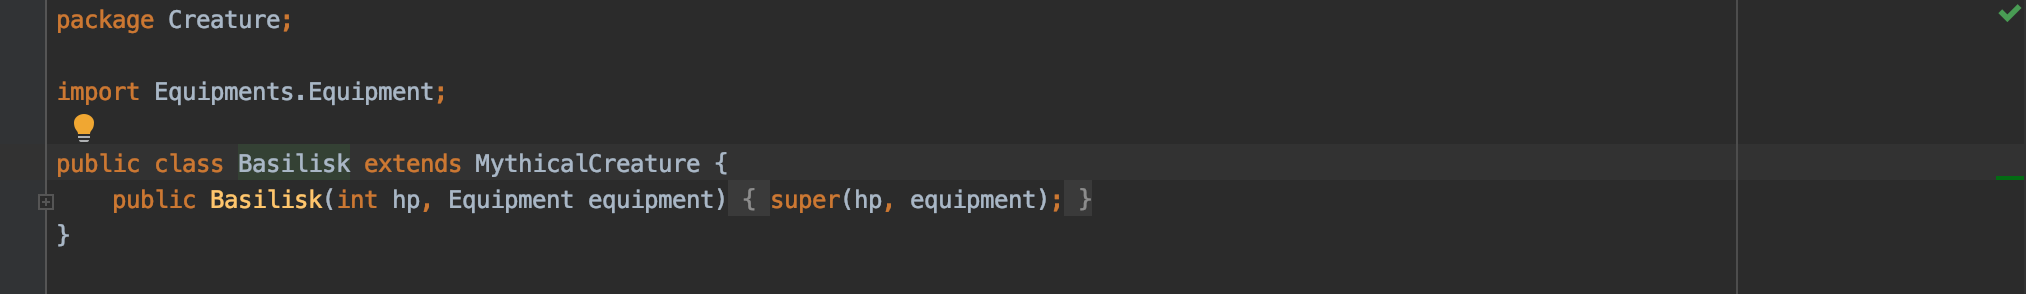 package Creature;
import Equipments.Equipment;
public class Basilisk extends MythicalCreature {
public Basilisk(int hp, Equipment equipment) { super(hp, equipment); }
}